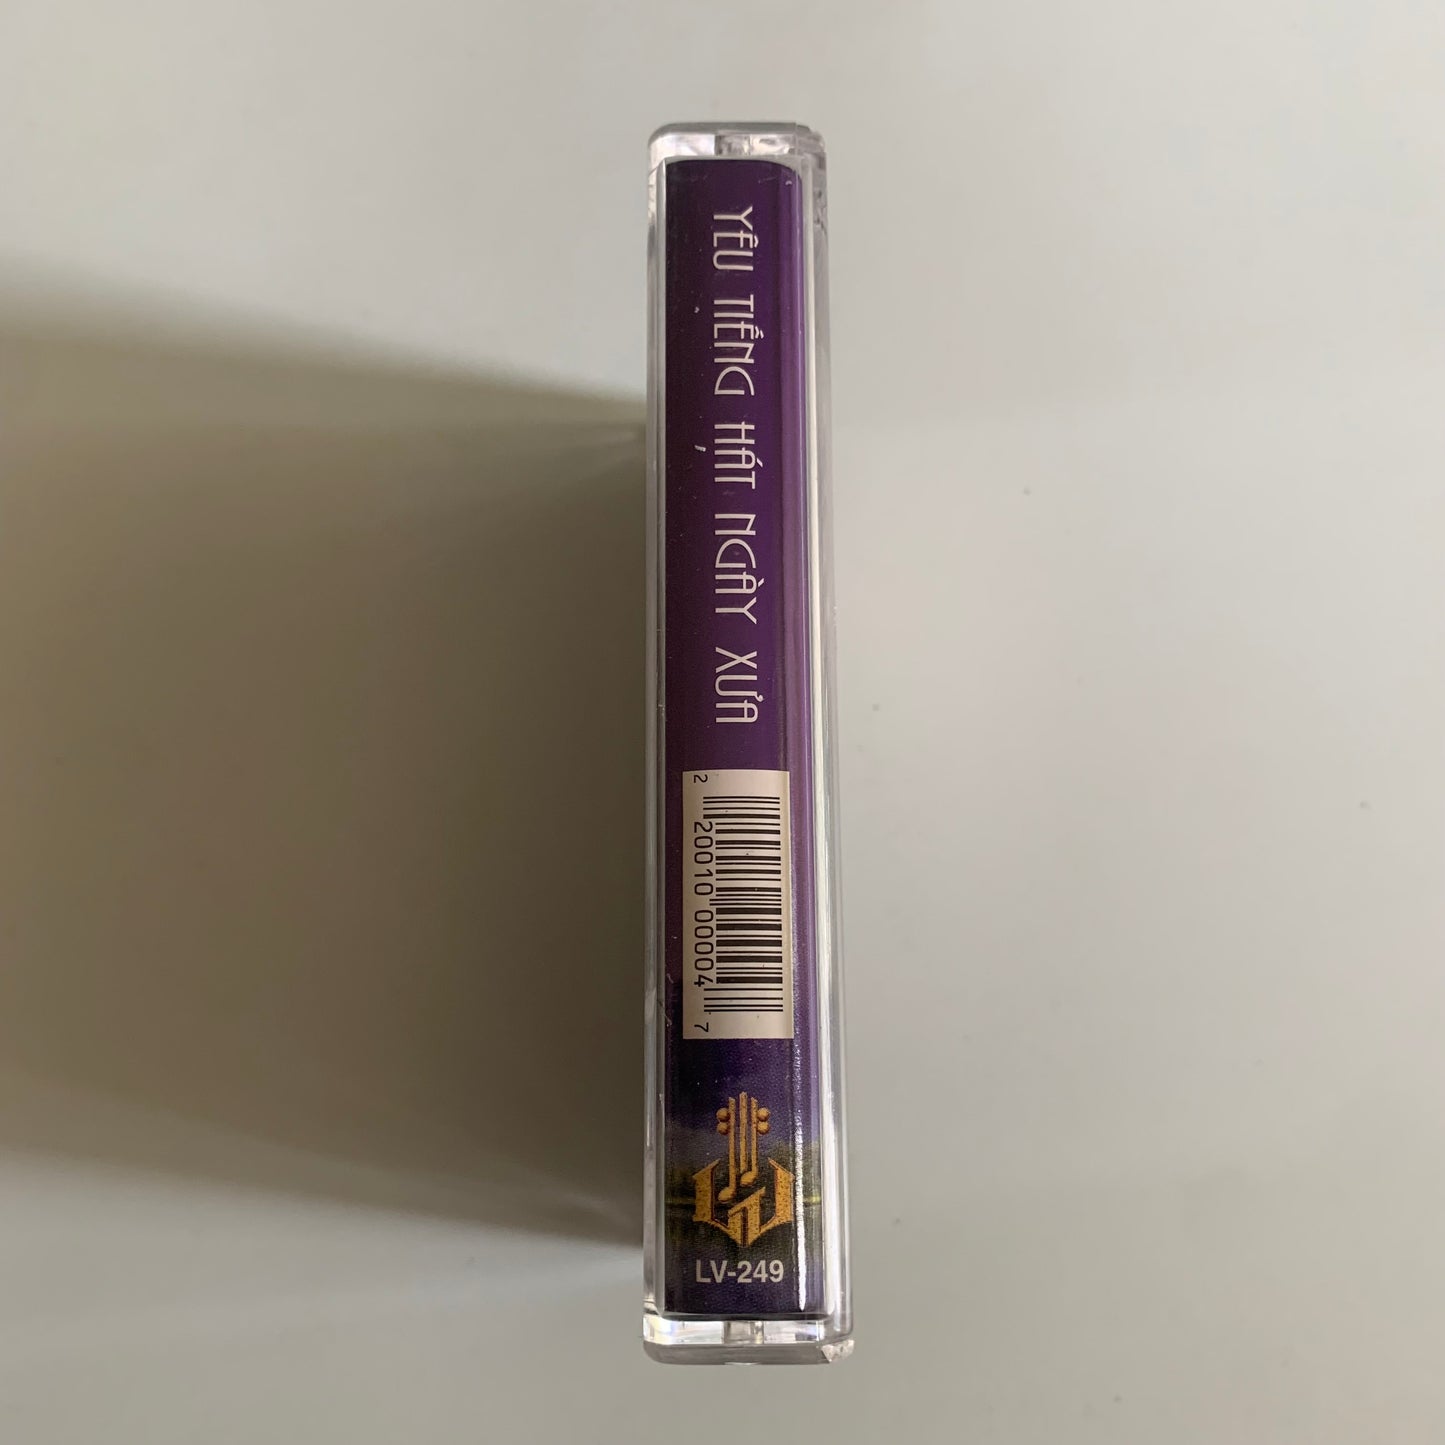 YÊU TIẾNG HÁT NGÀY XƯA
2 20010 00004 7
LV-249